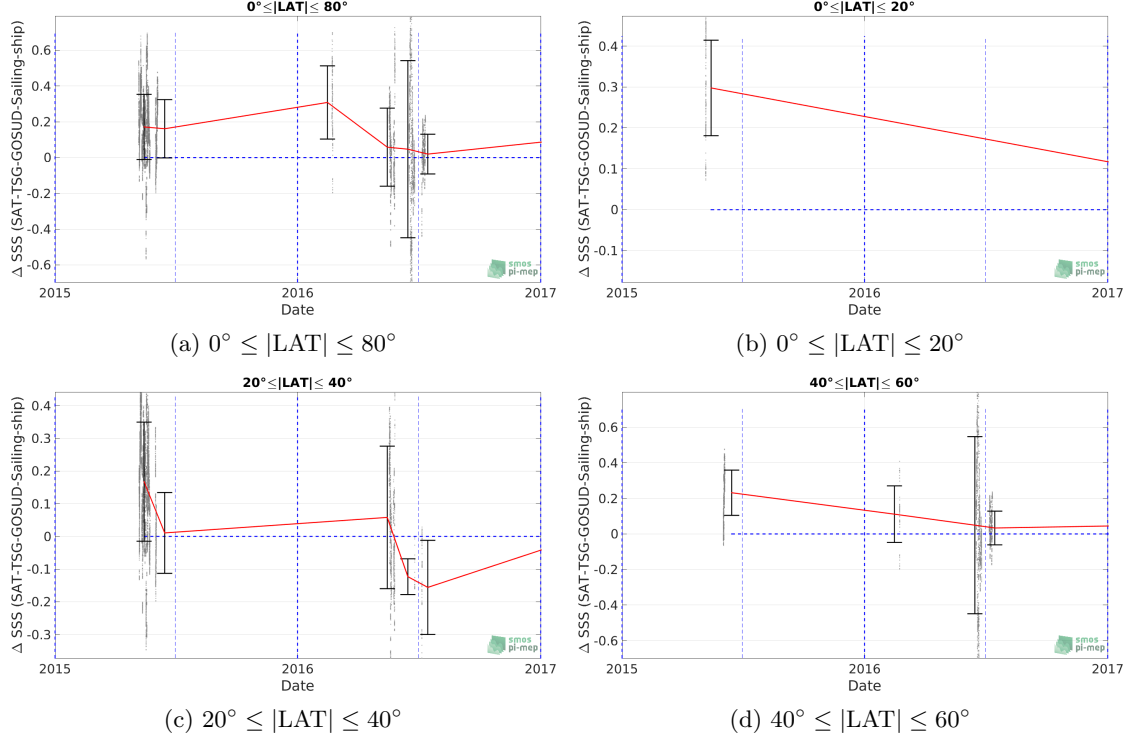 0°≤|LAT|≤ 80°
Δ SSS (SAT-TSG-GOSUD-Sailing-ship)
0.6
0.4
0.2
0
-0.2
-0.4
-0.6
2015
2016
2017
Date
smos
pi-mep
(a) 0° ≤ |LAT| ≤ 80°
0°≤|LAT|≤ 20°
Δ SSS (SAT-TSG-GOSUD-Sailing-ship)
0.4
0.3
0.2
0.1
0
-0.1
2015
2016
2017
Date
smos
pi-mep
(b) 0° ≤ |LAT| ≤ 20°
20°≤|LAT|≤ 40°
Δ SSS (SAT-TSG-GOSUD-Sailing-ship)
0.4
0.3
0.2
0.1
0
-0.1
-0.2
-0.3
2015
2016
2017
Date
smos
pi-mep
(c) 20° ≤ |LAT| ≤ 40°
40°≤|LAT|≤ 60°
Δ SSS (SAT-TSG-GOSUD-Sailing-ship)
0.6
0.4
0.2
0
-0.2
-0.4
-0.6
2015
2016
2017
Date
smos
pi-mep
(d) 40° ≤ |LAT| ≤ 60°